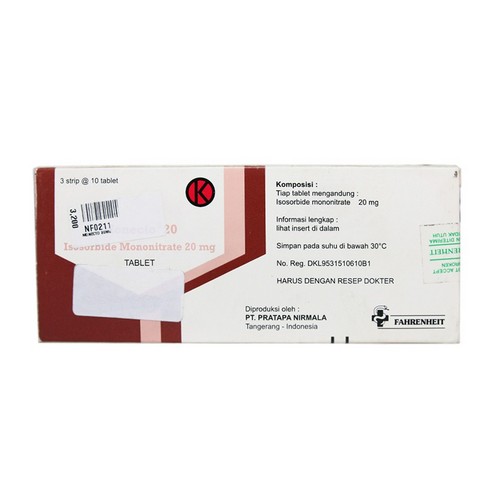 3 strip @ 10 tablet
3,200
NF0211
20
Isosorbide Mononitrate 20 mg
TABLET
K
Komposisi :
Tiap tablet mengandung :
Isosorbide mononitrate 20 mg
Informasi lengkap :
lihat insert di dalam
Simpan pada suhu di bawah 30°C
No. Reg. DKL9531510610B1
HARUS DENGAN RESEP DOKTER
Diproduksi oleh :
PT. PRATAPA NIRMALA
Tangerang - Indonesia
FAHRENHEIT